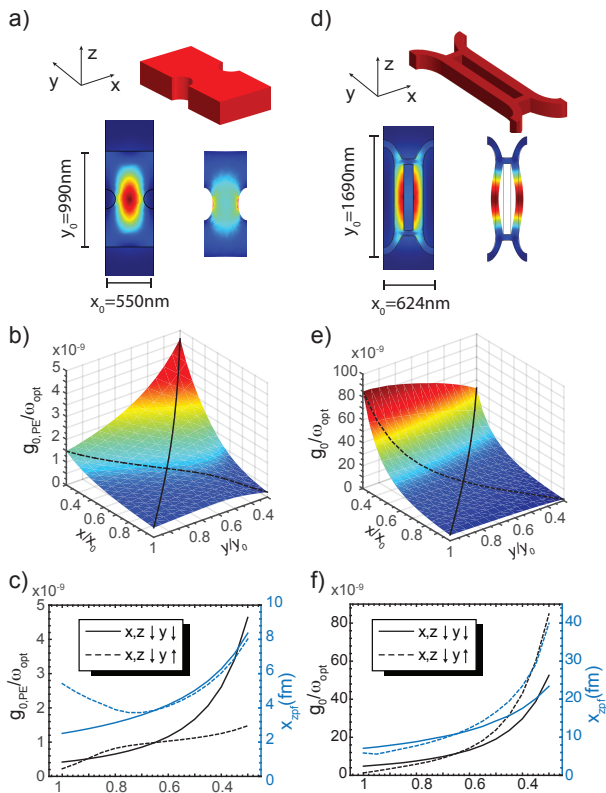 a)
z
y
x
y0=990nm
x0=550nm
d)
z
y
x
y0=1690nm
x0=624nm
b)
x10-9
g0,PE/ωopt
5
4
3
2
1
0
0.4
0.6
0.8
1
x/x0
0.8
0.6
0.4
y/y0
e)
x10-9
g0/ωopt
100
80
60
40
20
0
0.4
0.6
0.8
1
x/x0
0.8
0.6
0.4
y/y0
c)
x10-9
g0,PE/ωopt
5
4
3
2
1
0
x,z ↓ y ↓
x,z ↓ y ↑
10
8
6
4
2
0
xzpf(fm)
1
0.8
0.6
0.4
f)
x10-9
g0/ωopt
80
60
40
20
0
x,z ↓ y ↓
x,z ↓ y ↑
40
30
20
10
0
xzpf(fm)
1
0.8
0.6
0.4